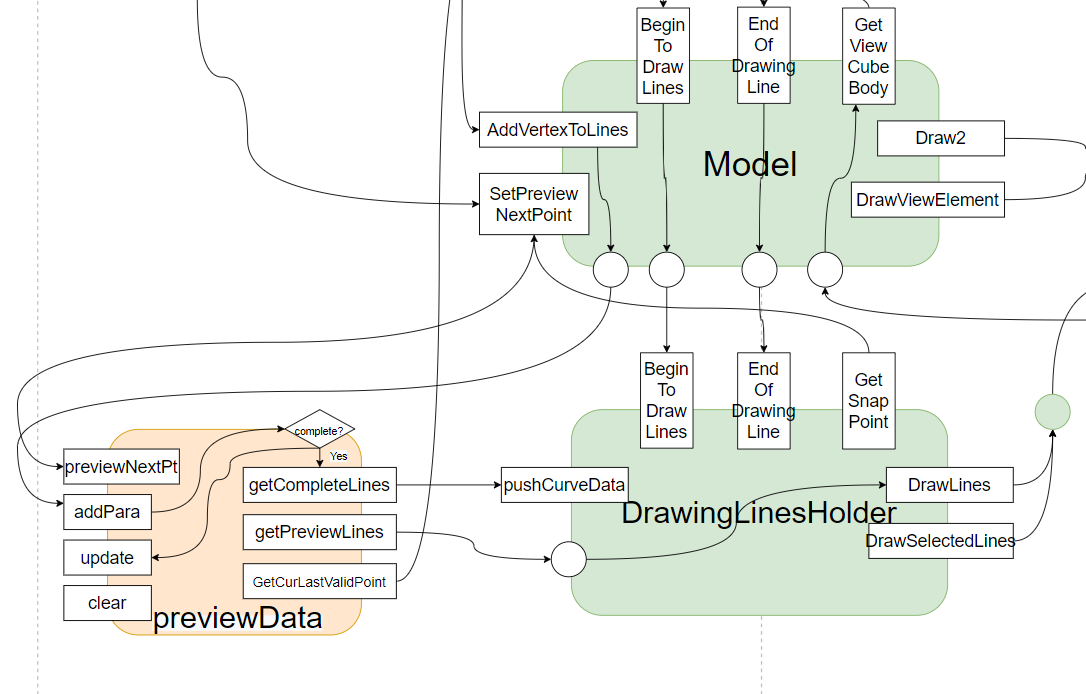 Begin
To
Draw
Lines
End
Of
Drawing
Line
Get
View
Cube
Body
AddVertexToLines
Draw2
Model
SetPreview
NextPoint
DrawViewElement
Begin
To
Draw
Lines
End
Of
Drawing
Line
Get
Snap
Point
complete?
Yes
previewNextPt
getCompleteLines
pushCurveData
DrawLines
addPara
DrawingLinesHolder
getPreviewLines
DrawSelectedLines
update
GetCurLastValidPoint
clear
previewData